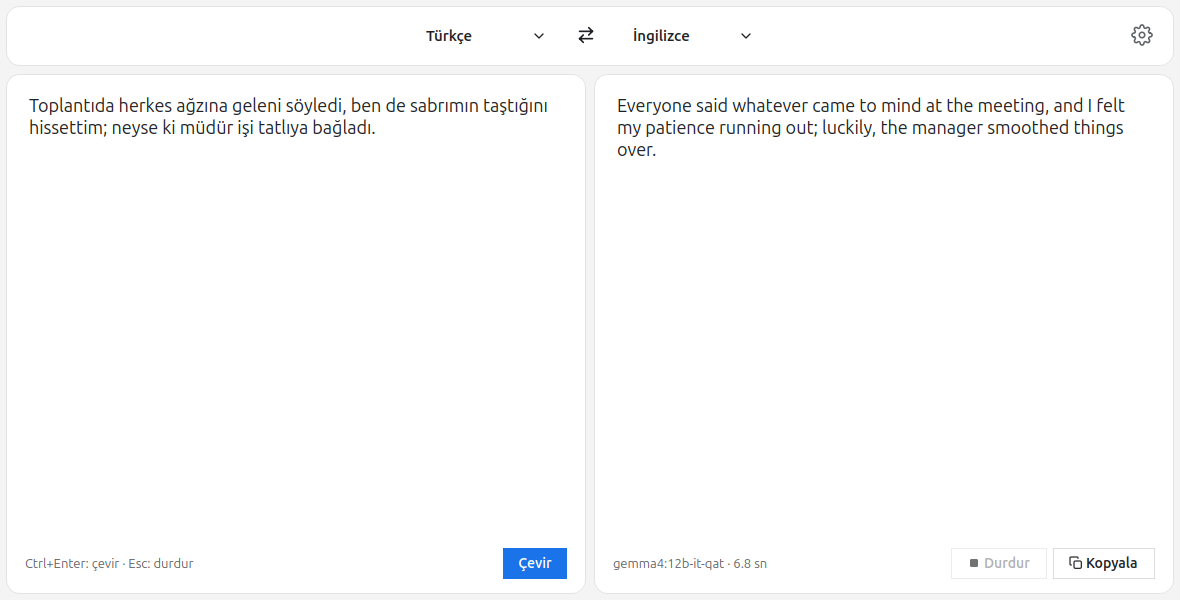 Türkçe
İngilizce
Toplantıda herkes ağzına geleni söyledi, ben de sabrımın taştığını
hissettim; neyse ki müdür işi tatlıya bağladı.
Everyone said whatever came to mind at the meeting, and I felt
my patience running out; luckily, the manager smoothed things
over.
Ctrl+Enter: çevir · Esc: durdur
Çevir
gemma4:12b-it-qat · 6.8 sn
Durdur
Kopyala